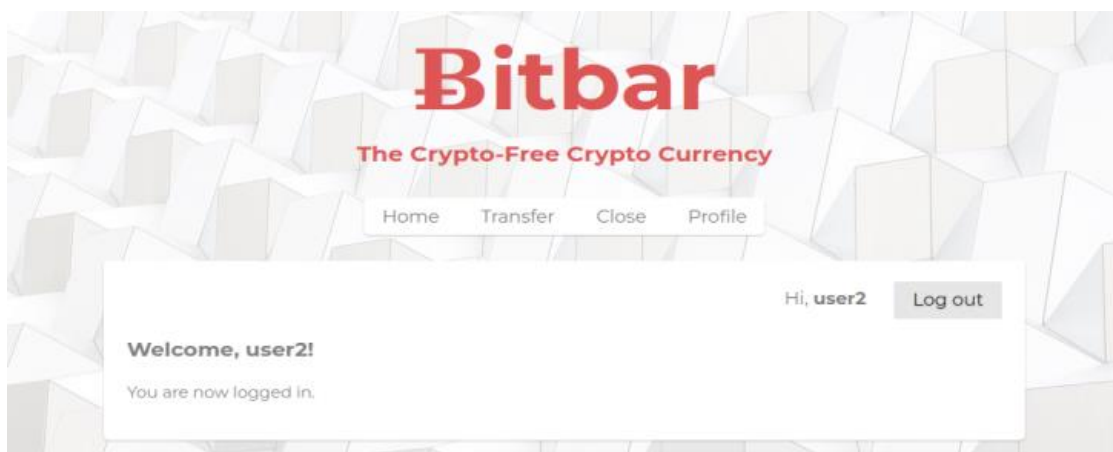 Ƀitbar
The Crypto-Free Crypto Currency
Home Transfer Close Profile
Hi, user2 Log out
Welcome, user2!
You are now logged in.